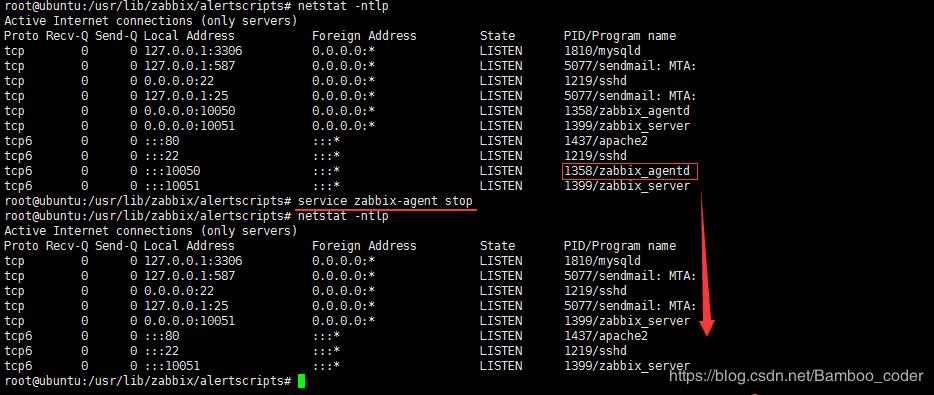 root@ubuntu:/usr/lib/zabbix/alertscripts# netstat -ntlp
Active Internet connections (only servers)
Proto Recv-Q Send-Q Local Address           Foreign Address         State       PID/Program name
tcp        0      0 127.0.0.1:3306          0.0.0.0:*               LISTEN      1810/mysqld
tcp        0      0 127.0.0.1:587           0.0.0.0:*               LISTEN      5077/sendmail: MTA:
tcp        0      0 0.0.0.0:22              0.0.0.0:*               LISTEN      1219/sshd
tcp        0      0 127.0.0.1:25            0.0.0.0:*               LISTEN      5077/sendmail: MTA:
tcp        0      0 0.0.0.0:10050           0.0.0.0:*               LISTEN      1358/zabbix_agentd
tcp        0      0 0.0.0.0:10051           0.0.0.0:*               LISTEN      1399/zabbix_server
tcp6       0      0 :::80                   :::*                    LISTEN      1437/apache2
tcp6       0      0 :::22                   :::*                    LISTEN      1219/sshd
tcp6       0      0 :::10050                :::*                    LISTEN      1358/zabbix_agentd
tcp6       0      0 :::10051                :::*                    LISTEN      1399/zabbix_server
root@ubuntu:/usr/lib/zabbix/alertscripts# service zabbix-agent stop
root@ubuntu:/usr/lib/zabbix/alertscripts# netstat -ntlp
Active Internet connections (only servers)
Proto Recv-Q Send-Q Local Address           Foreign Address         State       PID/Program name
tcp        0      0 127.0.0.1:3306          0.0.0.0:*               LISTEN      1810/mysqld
tcp        0      0 127.0.0.1:587           0.0.0.0:*               LISTEN      5077/sendmail: MTA:
tcp        0      0 0.0.0.0:22              0.0.0.0:*               LISTEN      1219/sshd
tcp        0      0 127.0.0.1:25            0.0.0.0:*               LISTEN      5077/sendmail: MTA:
tcp        0      0 0.0.0.0:10051           0.0.0.0:*               LISTEN      1399/zabbix_server
tcp6       0      0 :::80                   :::*                    LISTEN      1437/apache2
tcp6       0      0 :::22                   :::*                    LISTEN      1219/sshd
tcp6       0      0 :::10051                :::*                    LISTEN      1399/zabbix_server
root@ubuntu:/usr/lib/zabbix/alertscripts#
https://blog.csdn.net/Bamboo_coder